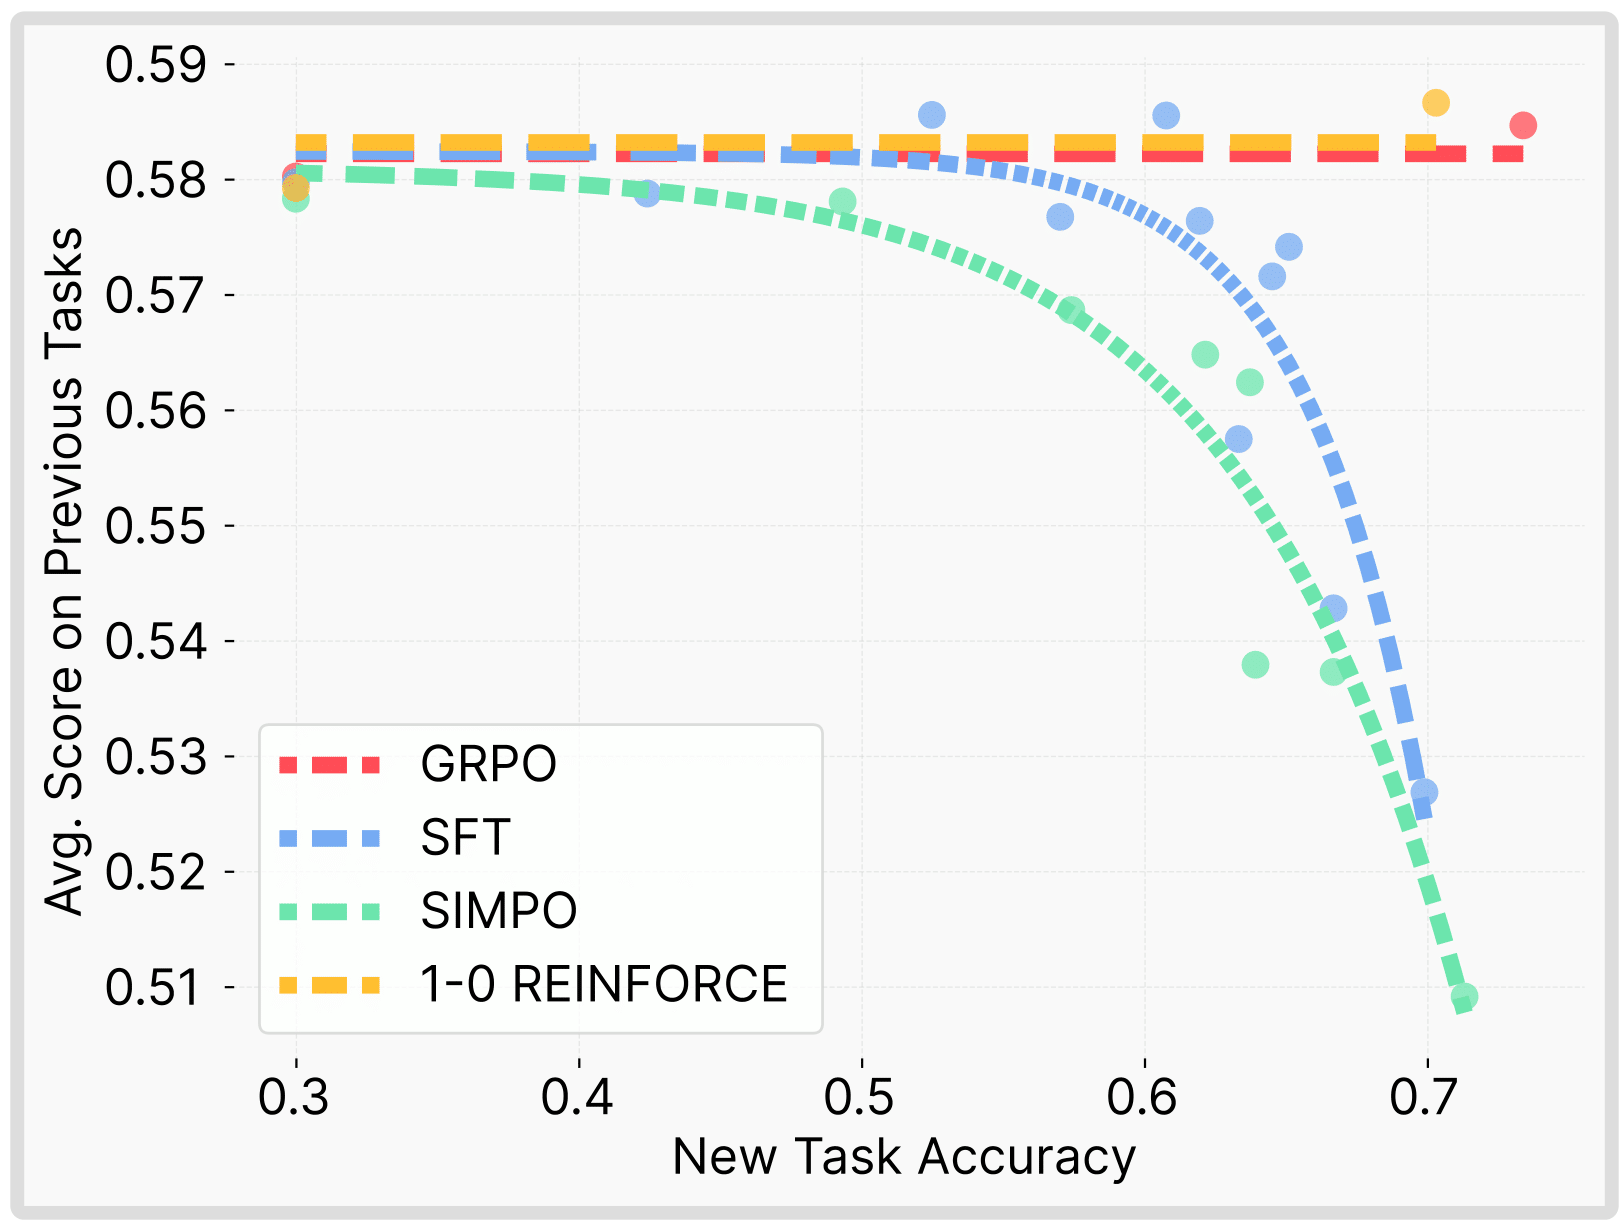 0.59
0.58
0.57
0.56
0.55
0.54
0.53
0.52
0.51
Avg. Score on Previous Tasks
GRPO
SFT
SIMPO
1-0 REINFORCE
0.3 0.4 0.5 0.6 0.7
New Task Accuracy